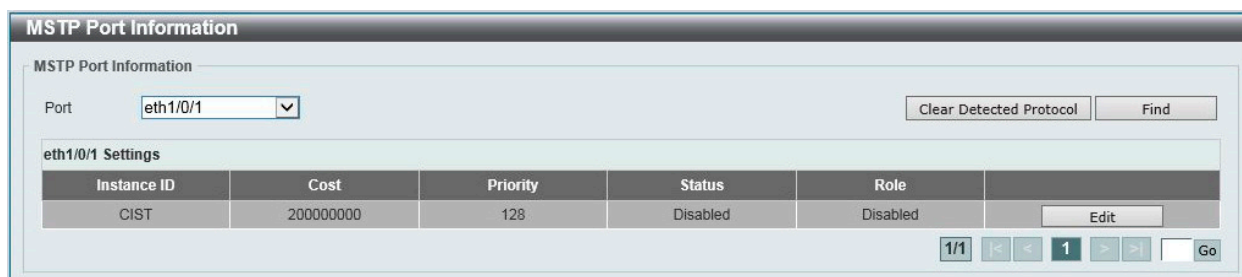 MSTP Port Information
MSTP Port Information
Port eth1/0/1 Clear Detected Protocol Find
eth1/0/1 Settings
Instance ID Cost Priority Status Role
CIST 200000000 128 Disabled Disabled Edit
1/1 |< < 1 > >| Go